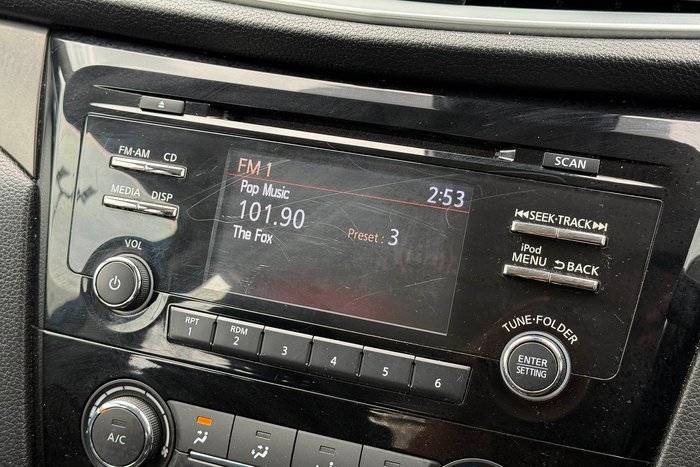 FM·AM CD
MEDIA DISP
VOL
FM 1
Pop Music 2:53
101.90
The Fox Preset : 3
SCAN
SEEK·TRACK
iPod
MENU BACK
TUNE·FOLDER
ENTER
SETTING
RPT RDM
1 2 3 4 5 6
A/C